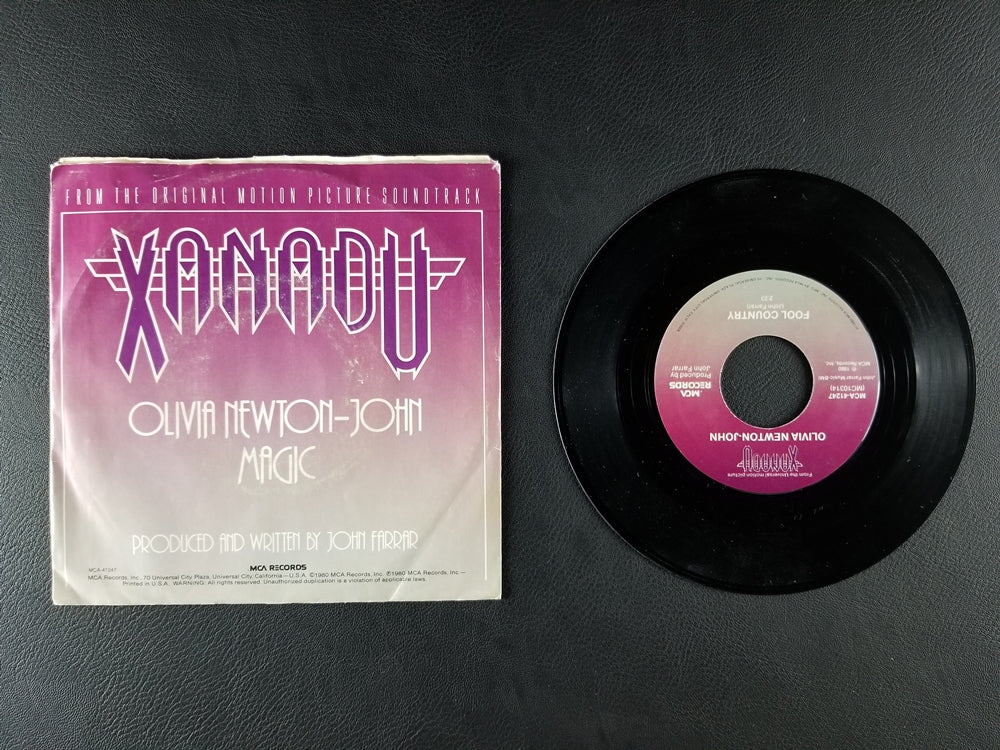 FROM THE ORIGINAL MOTION PICTURE SOUNDTRACK
XANADU
OLIVIA NEWTON-JOHN
MAGIC
PRODUCED AND WRITTEN BY JOHN FARRAR
MCA-41247
MCA RECORDS
MCA Records, Inc., 70 Universal City Plaza, Universal City, California—U.S.A. ©1980 MCA Records, Inc. ℗1980 MCA Records, Inc.—
Printed in U.S.A. WARNING: All rights reserved. Unauthorized duplication is a violation of applicable laws.
From the Universal motion picture
XANADU
OLIVIA NEWTON-JOHN
MCA-41247
(MC10314)
John Farrar Music-BMI
℗ 1980
MCA Records, Inc.
MCA RECORDS
Produced by
John Farrar
FOOL COUNTRY
(John Farrar)
2:23